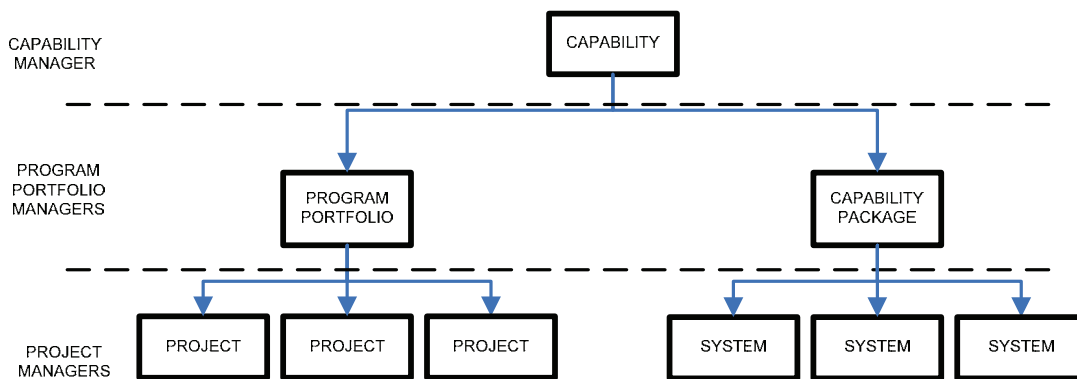 CAPABILITY
MANAGER
CAPABILITY
PROGRAM
PORTFOLIO
MANAGERS
PROGRAM
PORTFOLIO
CAPABILITY
PACKAGE
PROJECT
MANAGERS
PROJECT
PROJECT
PROJECT
SYSTEM
SYSTEM
SYSTEM